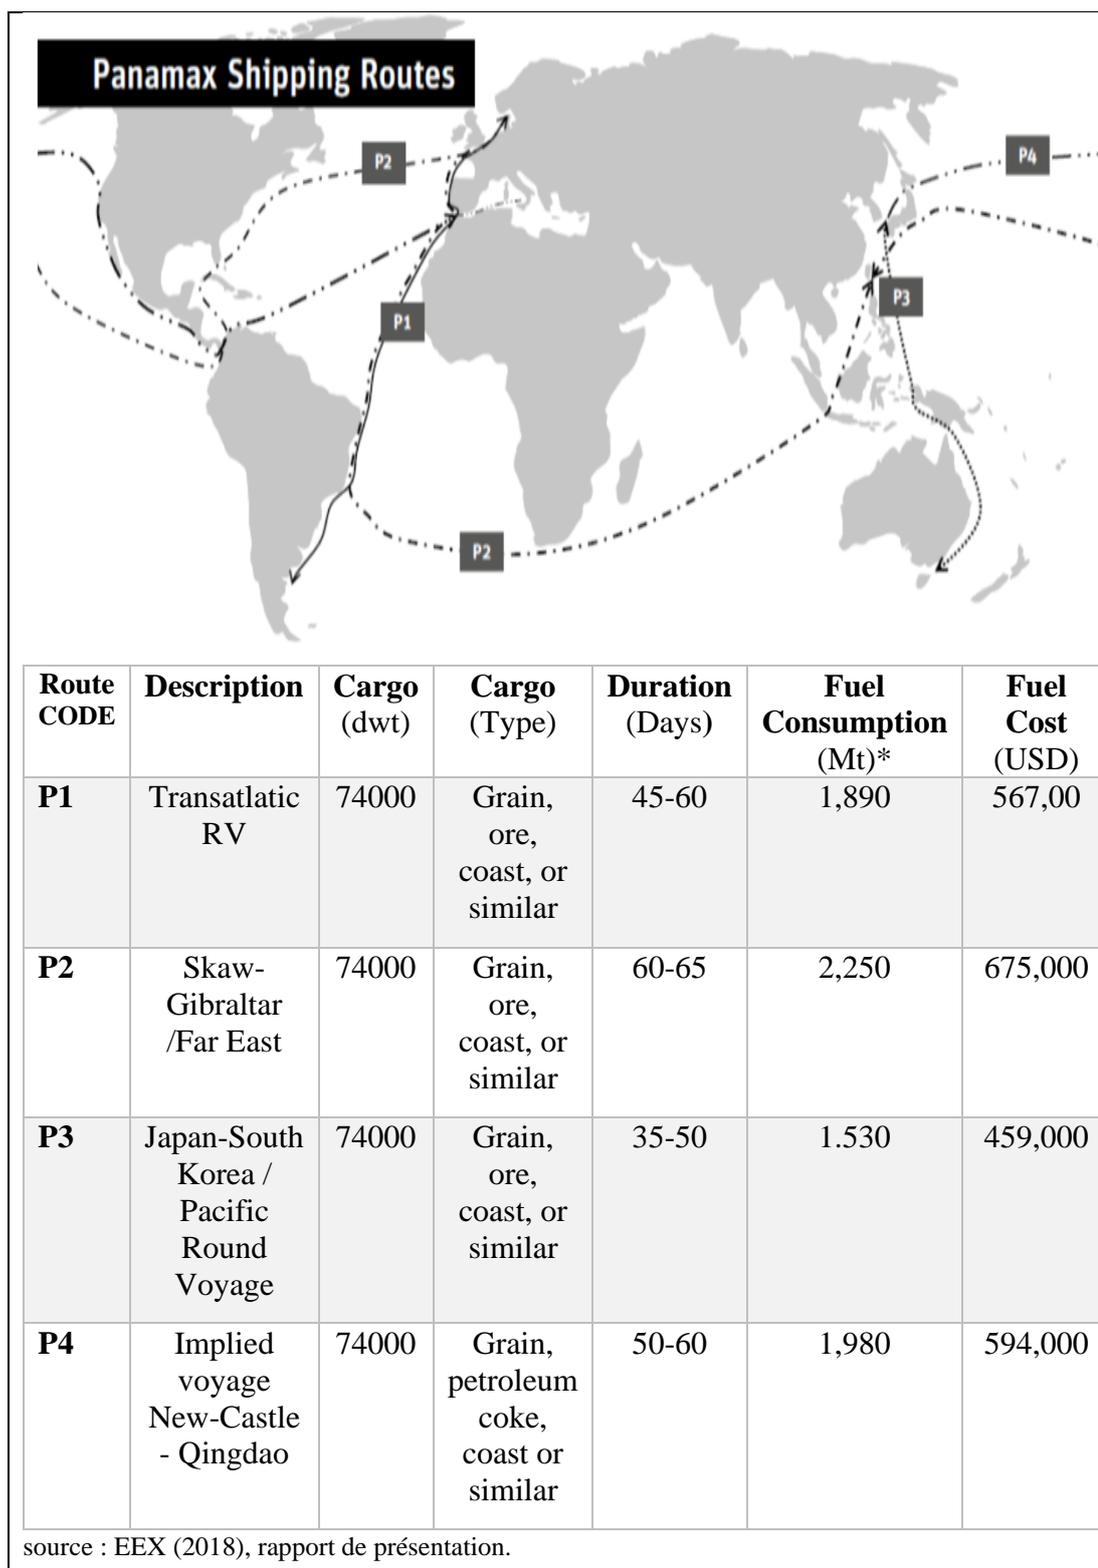 Panamax Shipping Routes
P2
P4
P3
P1
P2
Route CODE Description Cargo (dwt) Cargo (Type) Duration (Days) Fuel Consumption (Mt)* Fuel Cost (USD)
P1 Transatlatic RV 74000 Grain, ore, coast, or similar 45-60 1,890 567,00
P2 Skaw-Gibraltar /Far East 74000 Grain, ore, coast, or similar 60-65 2,250 675,000
P3 Japan-South Korea / Pacific Round Voyage 74000 Grain, ore, coast, or similar 35-50 1.530 459,000
P4 Implied voyage New-Castle - Qingdao 74000 Grain, petroleum coke, coast or similar 50-60 1,980 594,000
source : EEX (2018), rapport de présentation.